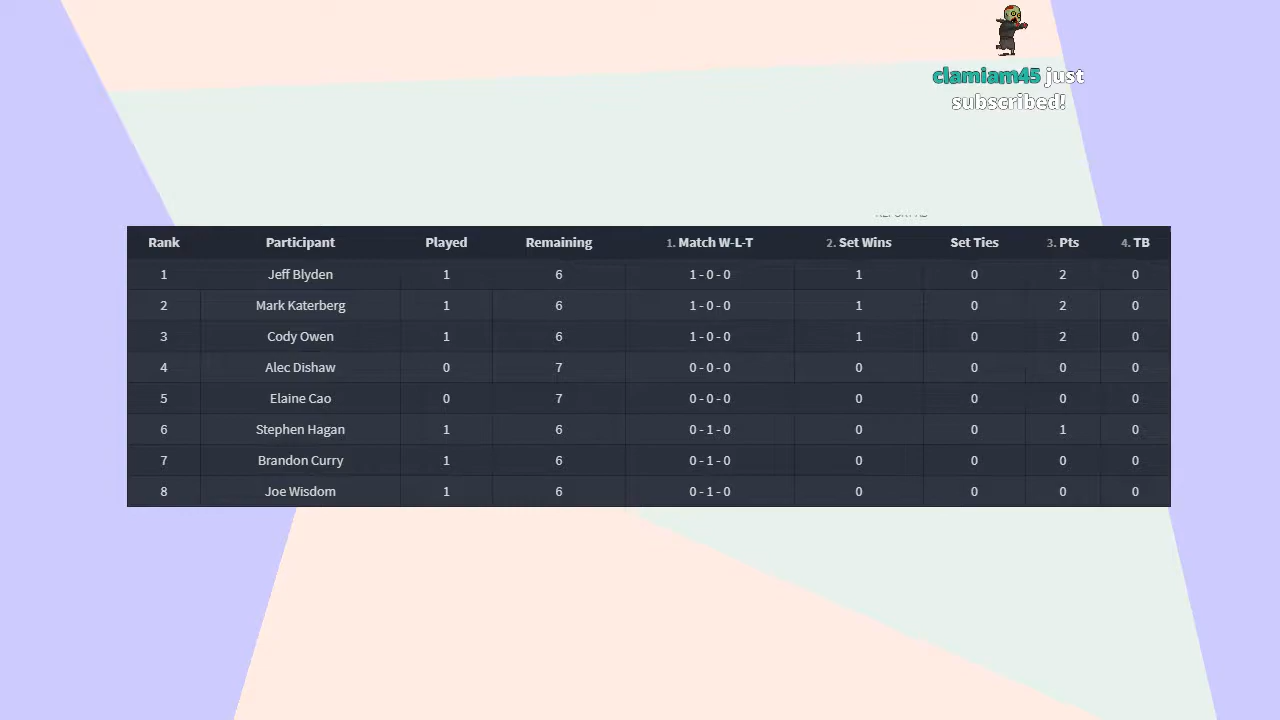 clamiam45 just
subscribed!
Rank Participant Played Remaining 1. Match W-L-T 2. Set Wins Set Ties 3. Pts 4. TB
1 Jeff Blyden 1 6 1 - 0 - 0 1 0 2 0
2 Mark Katerberg 1 6 1 - 0 - 0 1 0 2 0
3 Cody Owen 1 6 1 - 0 - 0 1 0 2 0
4 Alec Dishaw 0 7 0 - 0 - 0 0 0 0 0
5 Elaine Cao 0 7 0 - 0 - 0 0 0 0 0
6 Stephen Hagan 1 6 0 - 1 - 0 0 0 1 0
7 Brandon Curry 1 6 0 - 1 - 0 0 0 0 0
8 Joe Wisdom 1 6 0 - 1 - 0 0 0 0 0